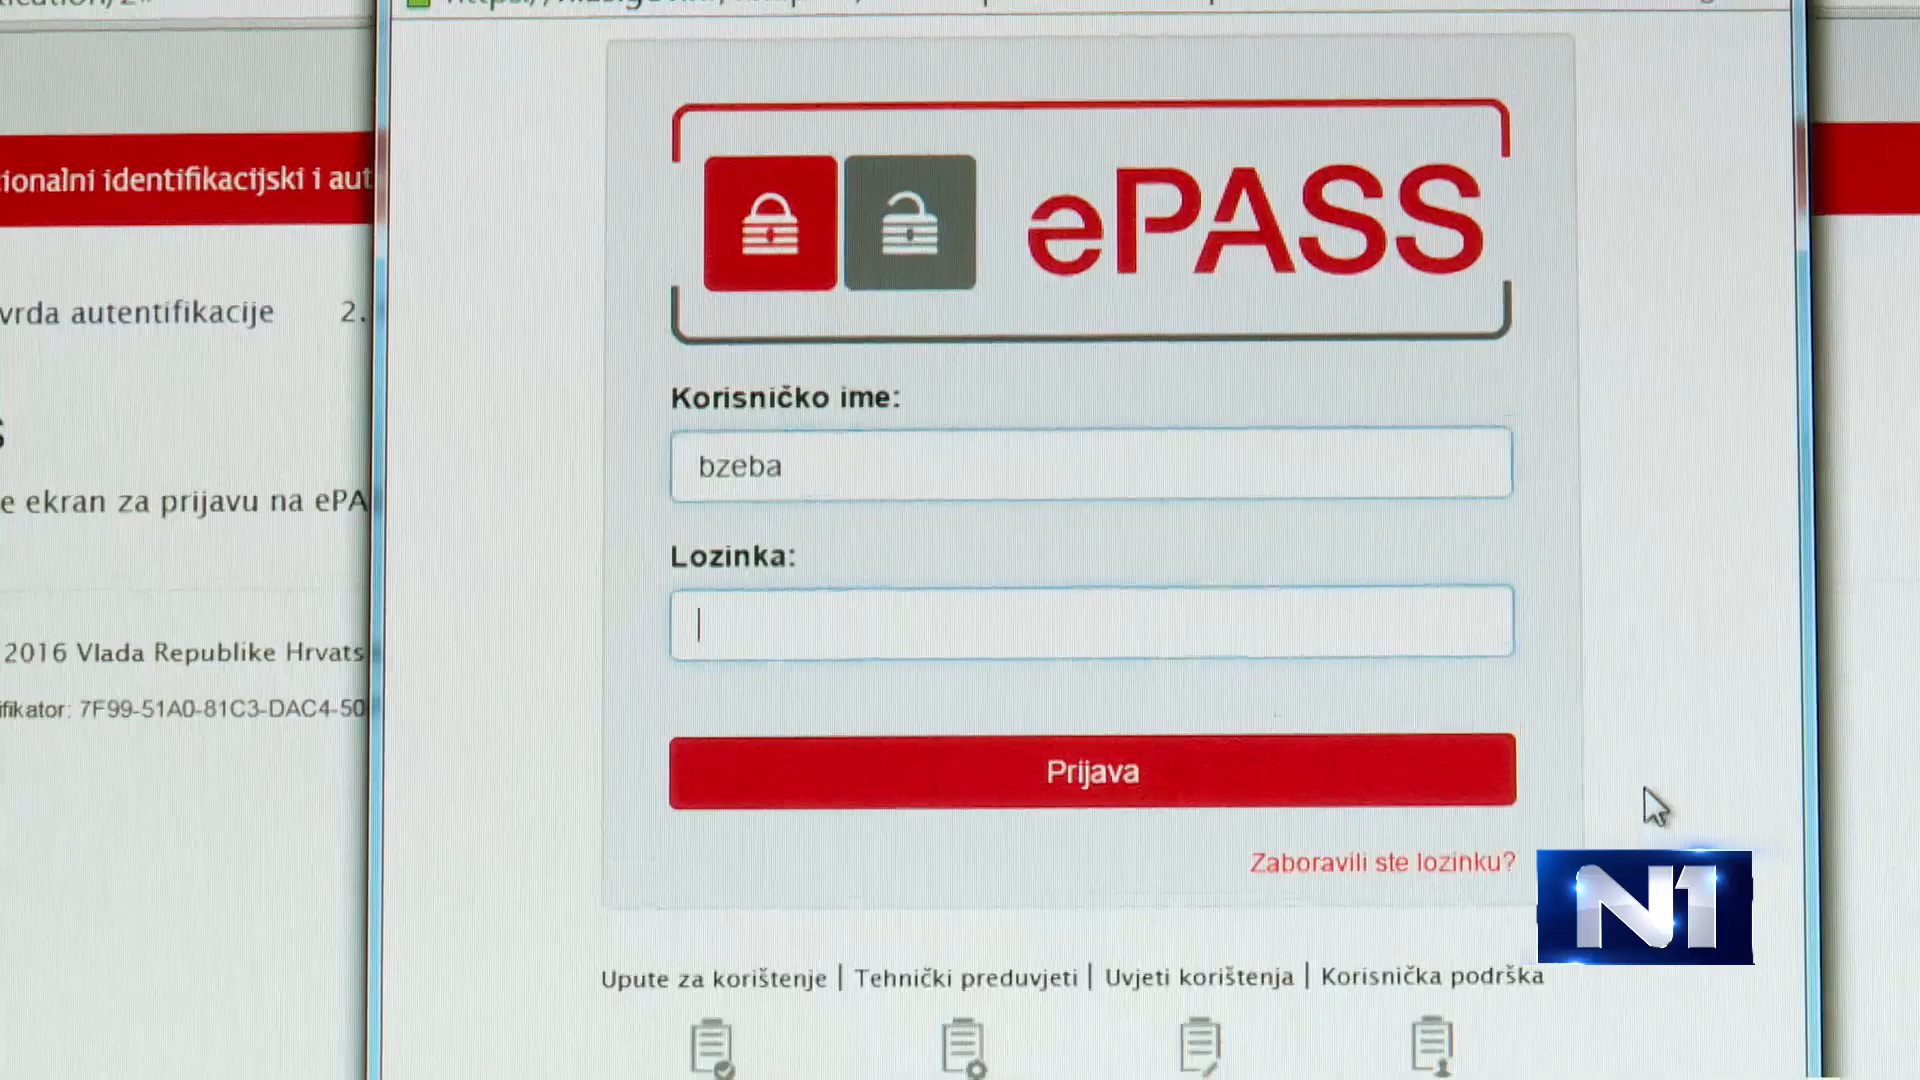 ePASS
ionalni identifikacijski i aut
vrda autentifikacije 2.
Korisničko ime:
bzeba
e ekran za prijavu na ePA
Lozinka:
2016 Vlada Republike Hrvats
fikator: 7F99-51A0-81C3-DAC4-50
Prijava
Zaboravili ste lozinku?
N1
Upute za korištenje | Tehnički preduvjeti | Uvjeti korištenja | Korisnička podrška